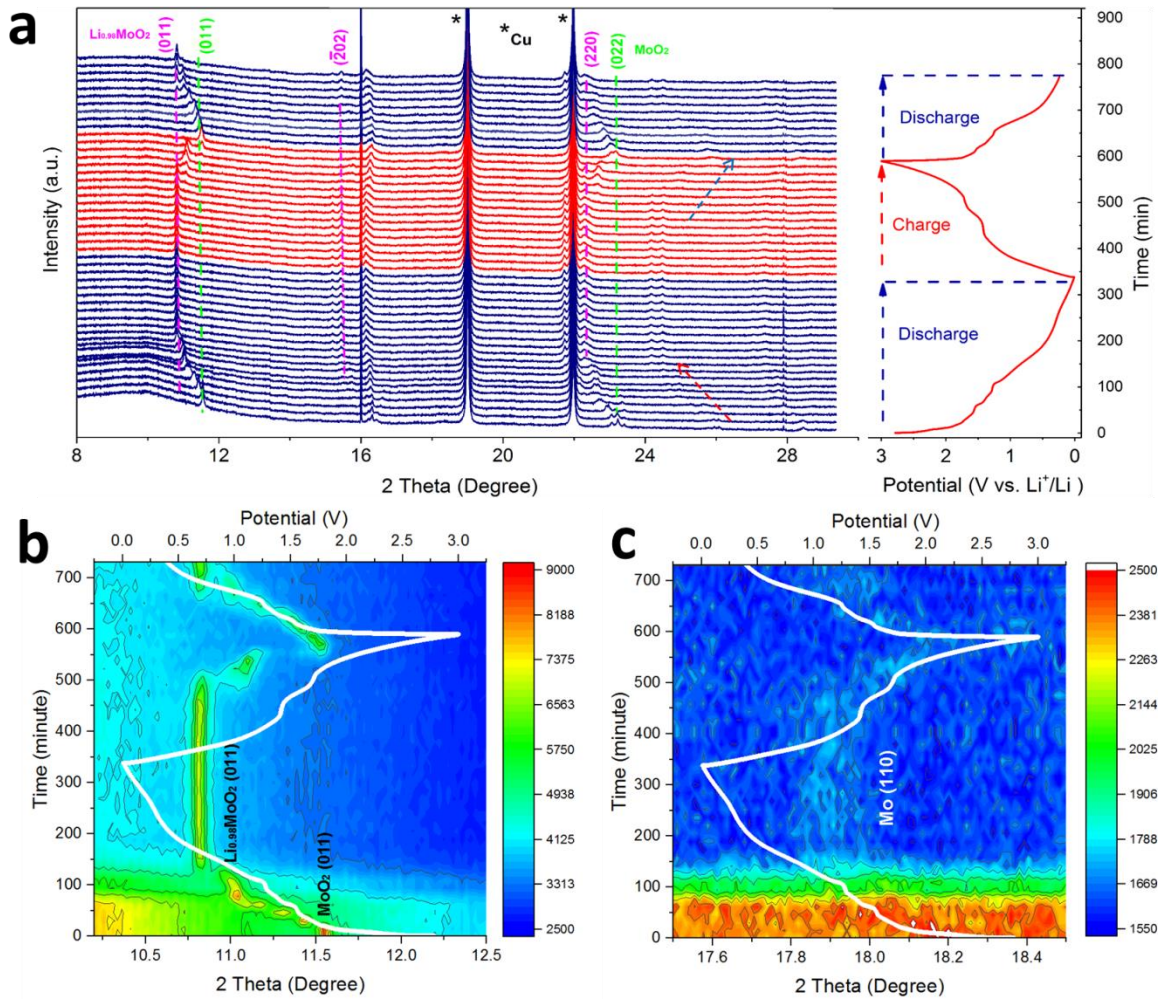 a
Li₀.₉₈MoO₂
(011)
(011)
(2̅02)
*
*Cu
*
(220)
(022)
MoO₂
Intensity (a.u.)
8 12 16 20 24 28
2 Theta (Degree)
Discharge
Charge
Discharge
900
800
700
600
500
400
300
200
100
0
Time (min)
3 2 1 0
Potential (V vs. Li⁺/Li)
b
Potential (V)
0.0 0.5 1.0 1.5 2.0 2.5 3.0
Time (minute)
700
600
500
400
300
200
100
0
Li₀.₉₈MoO₂ (011)
MoO₂ (011)
10.5 11.0 11.5 12.0 12.5
2 Theta (Degree)
9000
8188
7375
6563
5750
4938
4125
3313
2500
c
Potential (V)
0.0 0.5 1.0 1.5 2.0 2.5 3.0
Time (minute)
700
600
500
400
300
200
100
0
Mo (110)
17.6 17.8 18.0 18.2 18.4
2 Theta (Degree)
2500
2381
2263
2144
2025
1906
1788
1669
1550